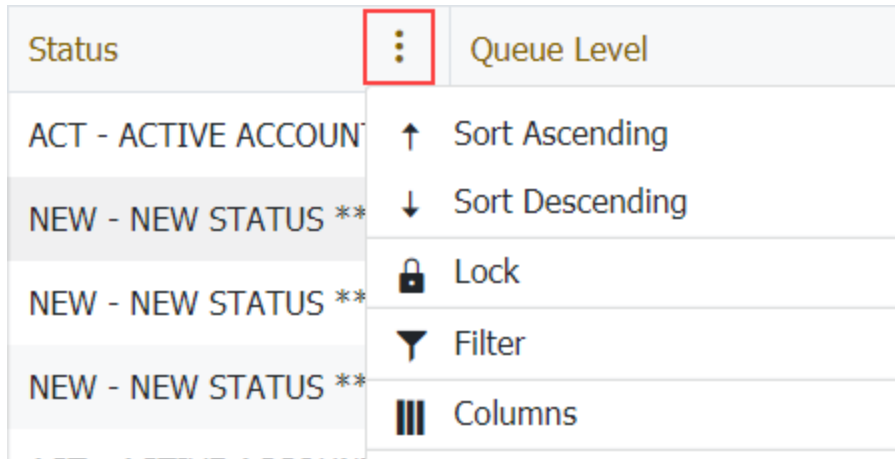 Status Queue Level
ACT - ACTIVE ACCOUN
Sort Ascending
NEW - NEW STATUS **
Sort Descending
Lock
NEW - NEW STATUS **
Filter
NEW - NEW STATUS **
Columns